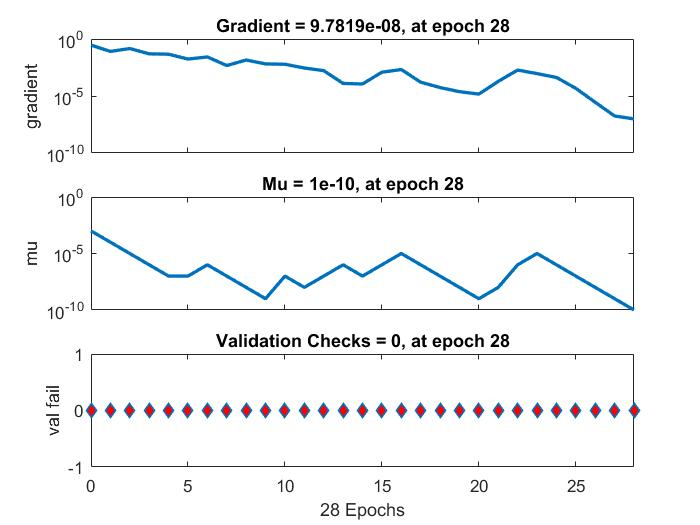 Gradient = 9.7819e-08, at epoch 28
10^0
10^-5
10^-10
gradient
Mu = 1e-10, at epoch 28
10^0
10^-5
10^-10
mu
Validation Checks = 0, at epoch 28
1
0
-1
val fail
0 5 10 15 20 25
28 Epochs